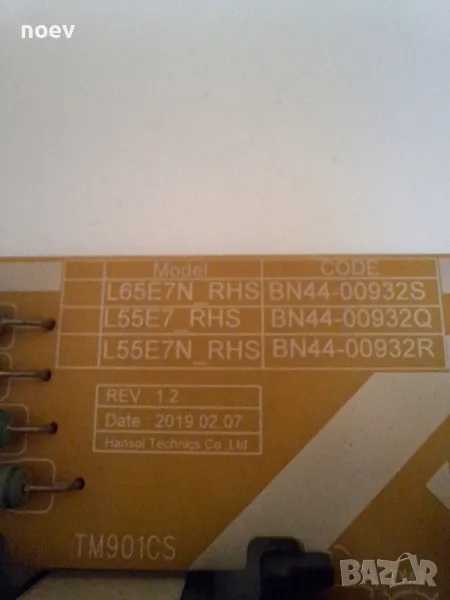 noev
Model CODE
L65E7N_RHS BN44-00932S
L55E7_RHS BN44-00932Q
L55E7N_RHS BN44-00932R
REV 1.2
Date : 2019.02.07
Hansol Technics Co.,Ltd
TM901CS
BAZAR